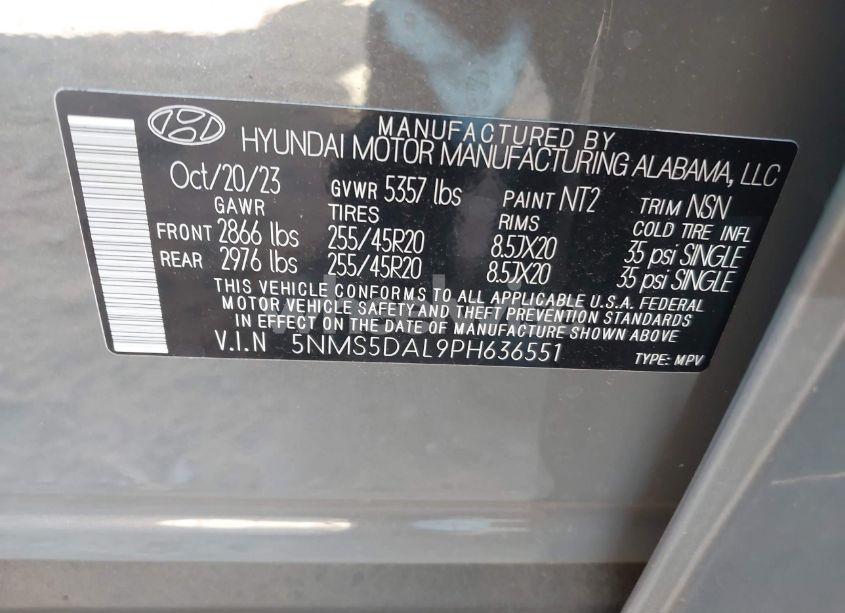 MANUFACTURED BY
HYUNDAI MOTOR MANUFACTURING ALABAMA, LLC
Oct/20/23 GVWR 5357 lbs PAINT NT2 TRIM NSN
GAWR TIRES RIMS COLD TIRE INFL
FRONT 2866 lbs 255/45R20 8.5JX20 35 psi SINGLE
REAR 2976 lbs 255/45R20 8.5JX20 35 psi SINGLE
THIS VEHICLE CONFORMS TO ALL APPLICABLE U.S.A. FEDERAL
MOTOR VEHICLE SAFETY AND THEFT PREVENTION STANDARDS
IN EFFECT ON THE DATE OF MANUFACTURE SHOWN ABOVE
V.I.N 5NMS5DAL9PH636551 TYPE: MPV